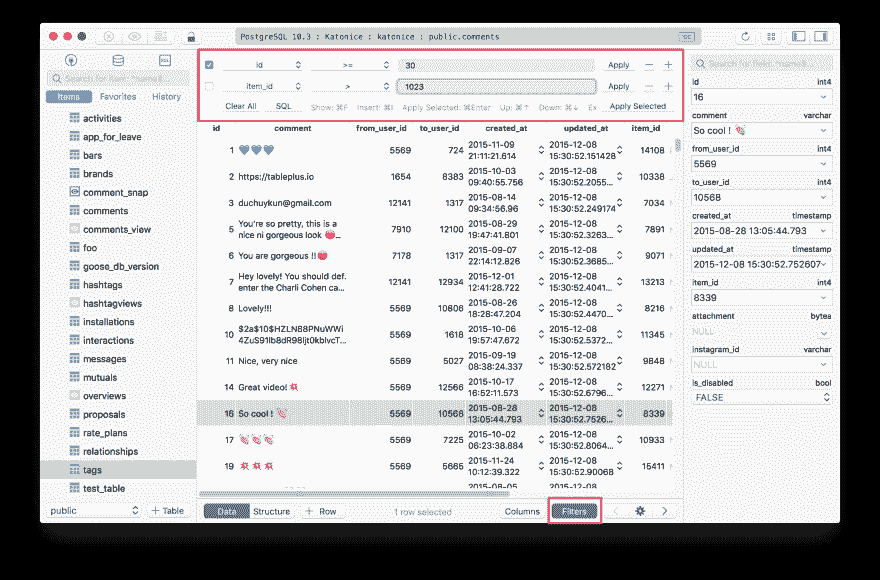 PostgreSQL 10.3 : Katonice : katonice : public.comments
SQL
Search for item: ^name$...
Items Favorites History
activities
app_for_leave
bars
brands
comment_snap
comments
comments_view
foo
goose_db_version
hashtags
hashtagviews
installations
interactions
messages
mutuals
overviews
proposals
rate_plans
relationships
tags
test_table
public + Table
id >= 30 Apply
item_id > 1023 Apply
Clear All SQL Show: ⌘F Insert: ⌘I Apply Selected: ⌘Enter Up: ⌘↑ Down: ⌘↓ Ex Apply Selected
id comment from_user_id to_user_id created_at updated_at item_id
1 💙💙💙 5569 724 2015-11-09 21:11:21.614 2015-12-08 15:30:52.151428 14108
2 https://tableplus.io 1654 8383 2015-10-03 09:40:55.756 2015-12-08 15:30:52.2055... 10338
3 duchuykun@gmail.com 12141 1317 2015-08-14 09:34:56.96 2015-12-08 15:30:52.249174 7034
5 You're so pretty, this is a nice ni gorgeous look 🍓... 7910 12100 2015-08-29 19:47:41.801 2015-12-08 15:30:52.3263... 7891
6 You are gorgeous !!🍓 7178 1317 2015-09-07 22:14:12.826 2015-12-08 15:30:52.3685... 9071
7 Hey lovely! You should def. enter the Charli Cohen ca... 12141 12934 2015-12-01 12:41:28.722 2015-12-08 15:30:52.4041... 13213
8 Lovely!!! 5569 10806 2015-08-26 18:28:47.204 2015-12-08 15:30:52.4470... 8216
10 5569 1618 2015-10-06 19:57:47.672 2015-12-08 15:30:52.5372... 11345
11 Nice, very nice 5569 5027 2015-09-19 08:38:24.337 2015-12-08 15:30:52.572182 9848
14 Great video! 💥 5569 12566 2015-10-17 16:52:11.573 2015-12-08 15:30:52.6796... 12271
16 So cool ! 🍬 5569 10568 2015-08-28 13:05:44.793 2015-12-08 15:30:52.7526... 8339
17 🍬🍬🍬 5569 7225 2015-10-02 06:23:38.884 2015-12-08 15:30:52.8064... 10933
19 💥💥💥 5569 5665 2015-11-24 10:12:39.322 2015-12-08 15:30:52.90068 15411
Data Structure + Row 1 row selected Columns Filters
Search for field: ^name$...
id int4
16
comment varchar
So cool ! 🍬
from_user_id int4
5569
to_user_id int4
10568
created_at timestamp
2015-08-28 13:05:44.793
updated_at timestamp
2015-12-08 15:30:52.752607
item_id int4
8339
attachment bytea
NULL
instagram_id varchar
NULL
is_disabled bool
FALSE